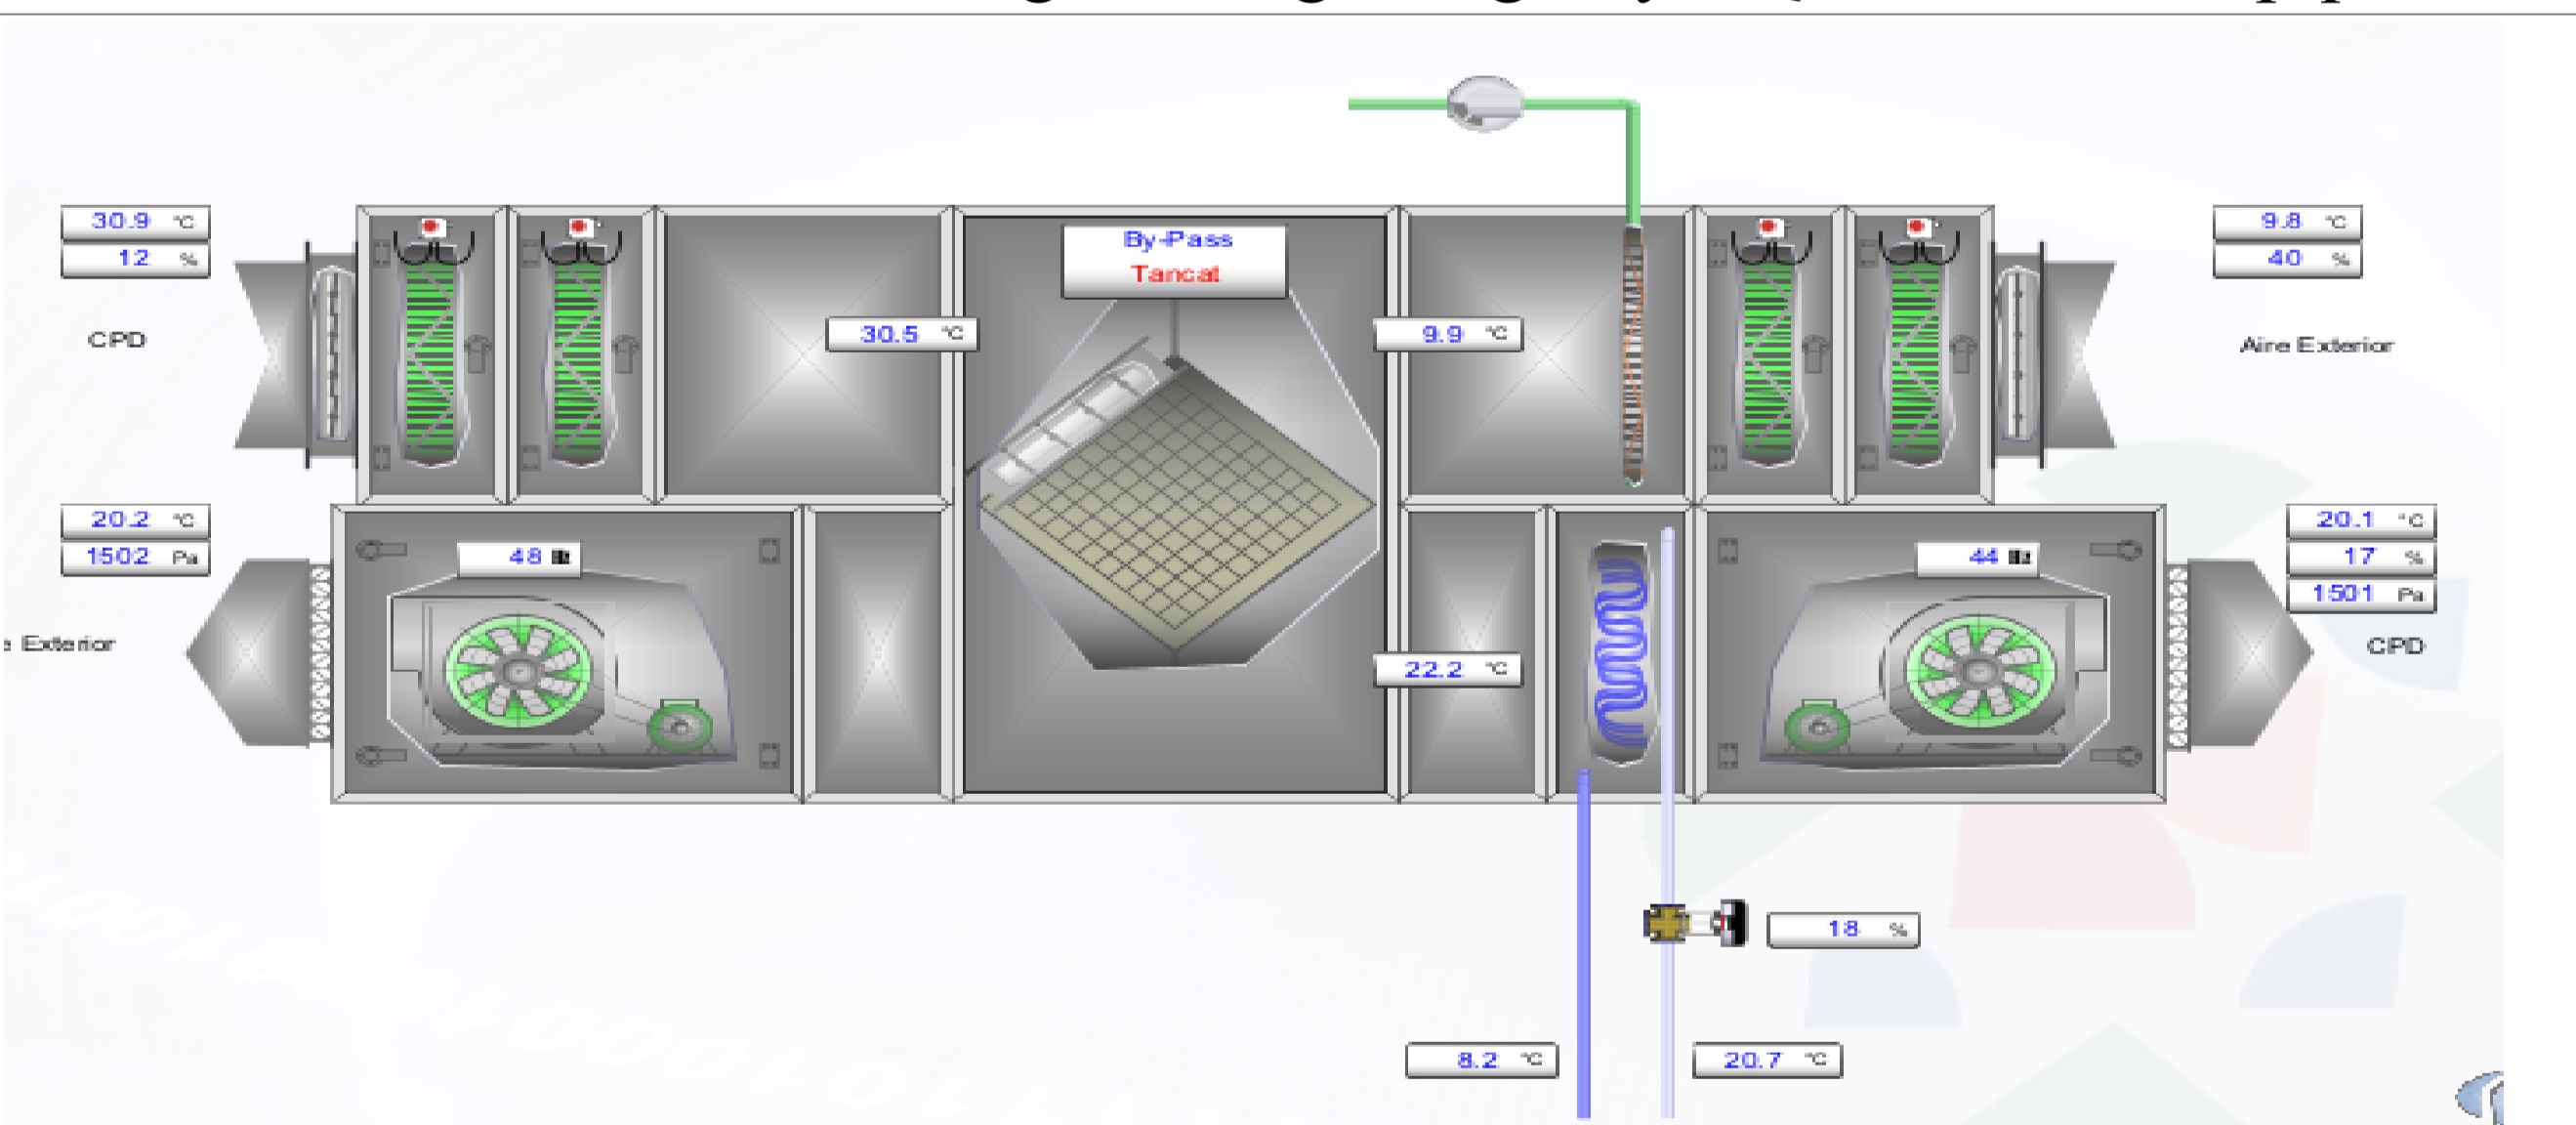 30.9 °C
12 %
CPD
By-Pass
Tancat
30.5 °C
9.9 °C
9.8 °C
40 %
Aire Exterior
20.2 °C
1502 Pa
Exterior
48 Hz
22.2 °C
44 Hz
20.1 °C
17 %
1501 Pa
CPD
18 %
8.2 °C
20.7 °C